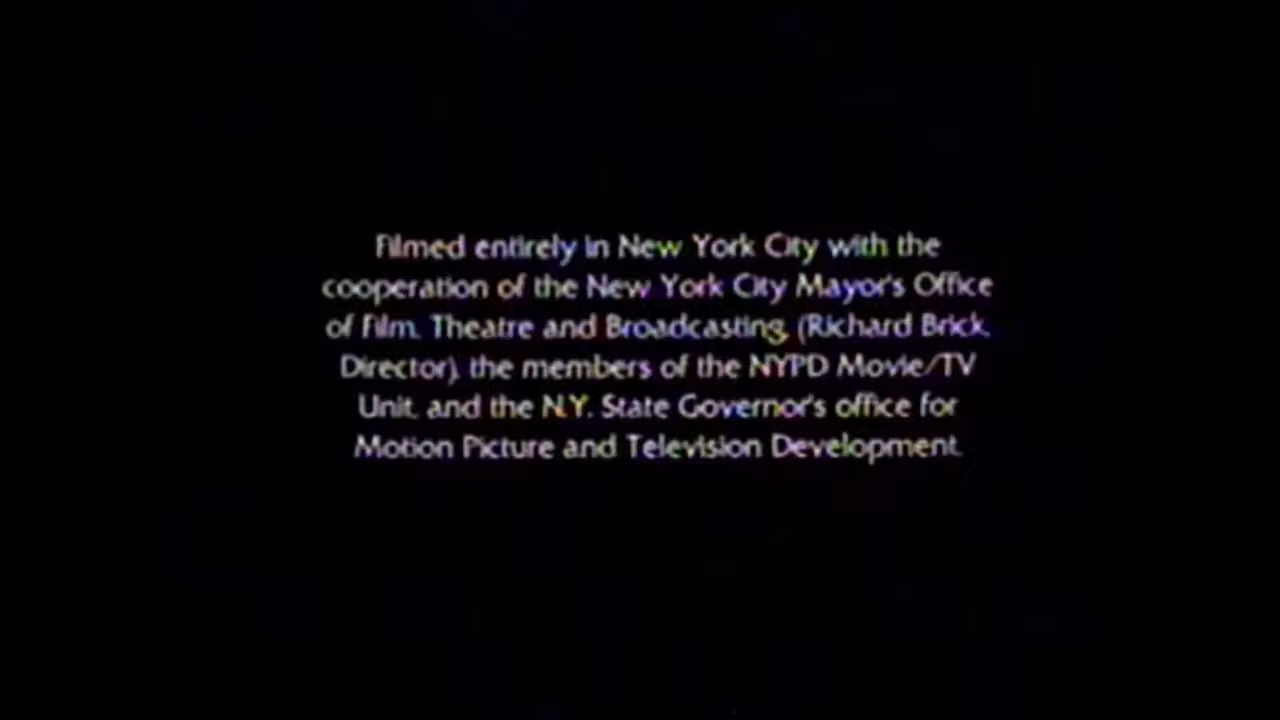 Filmed entirely in New York City with the
cooperation of the New York City Mayor's Office
of Film, Theatre and Broadcasting, (Richard Brick,
Director), the members of the NYPD Movie/TV
Unit, and the N.Y. State Governor's office for
Motion Picture and Television Development.